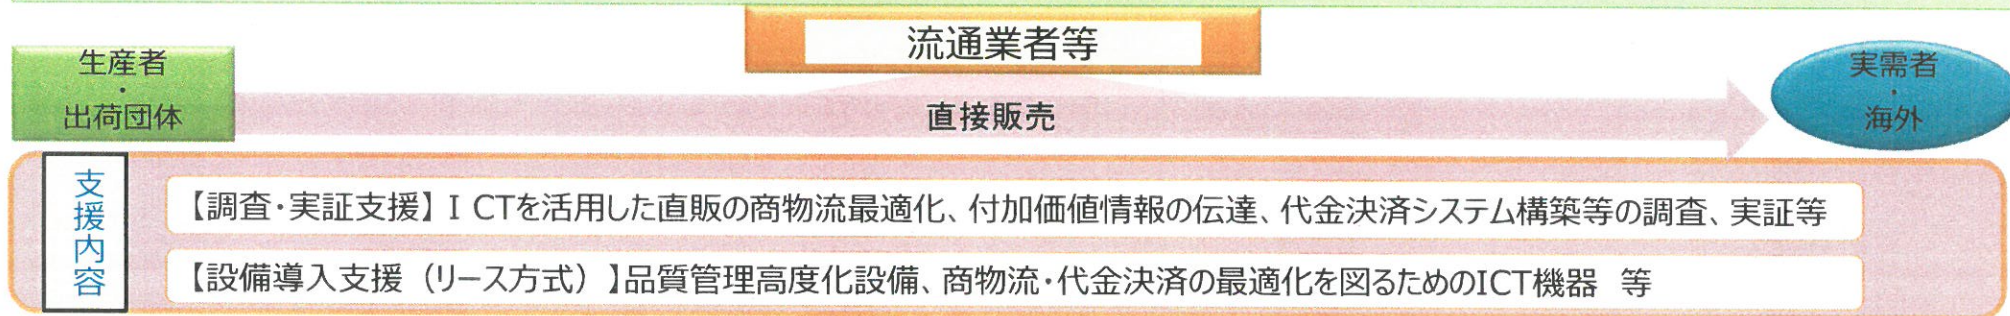 流通業者等
生産者
・
出荷団体
直接販売
実需者
・
海外
支援内容
【調査・実証支援】ＩCTを活用した直販の商物流最適化、付加価値情報の伝達、代金決済システム構築等の調査、実証等
【設備導入支援（リース方式）】品質管理高度化設備、商物流・代金決済の最適化を図るためのICT機器　等